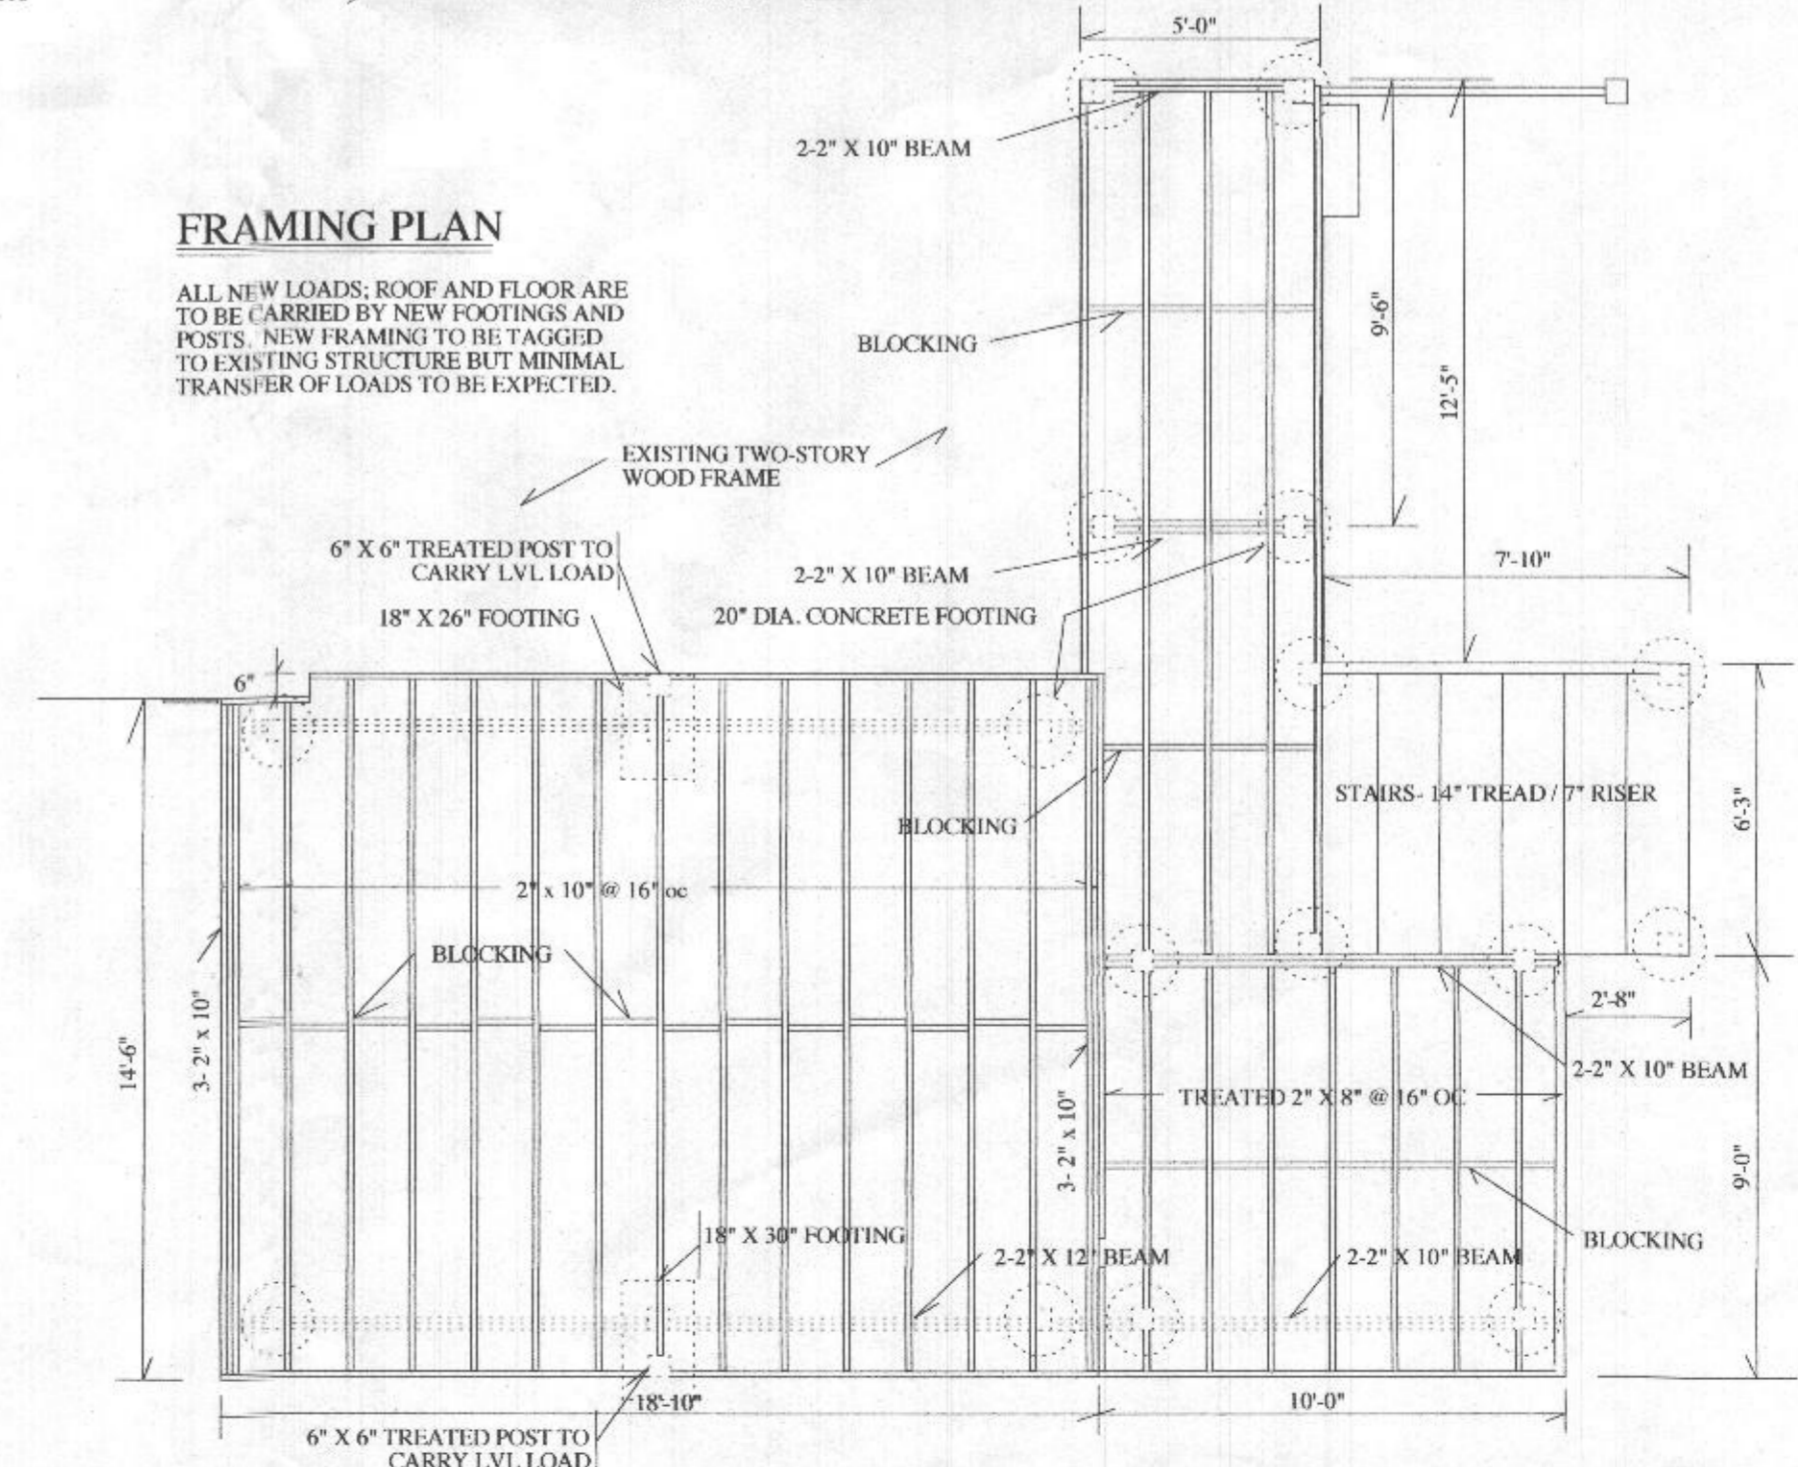 5'-0"
2-2" X 10" BEAM
FRAMING PLAN
ALL NEW LOADS; ROOF AND FLOOR ARE
TO BE CARRIED BY NEW FOOTINGS AND
POSTS. NEW FRAMING TO BE TAGGED
TO EXISTING STRUCTURE BUT MINIMAL
TRANSFER OF LOADS TO BE EXPECTED.
9'-6"
BLOCKING
12'-5"
EXISTING TWO-STORY
WOOD FRAME
6" X 6" TREATED POST TO
CARRY LVL LOAD
7'-10"
2-2" X 10" BEAM
18" X 26" FOOTING
20" DIA. CONCRETE FOOTING
6"
STAIRS- 14" TREAD / 7" RISER
6'-3"
BLOCKING
2" x 10" @ 16" oc
BLOCKING
2'-8"
14'-6"
3- 2" x 10"
2-2" X 10" BEAM
TREATED 2" X 8" @ 16" OC
3- 2" x 10"
9'-0"
18" X 30" FOOTING
2-2" X 12" BEAM
2-2" X 10" BEAM
BLOCKING
18'-10"
10'-0"
6" X 6" TREATED POST TO
CARRY LVL LOAD